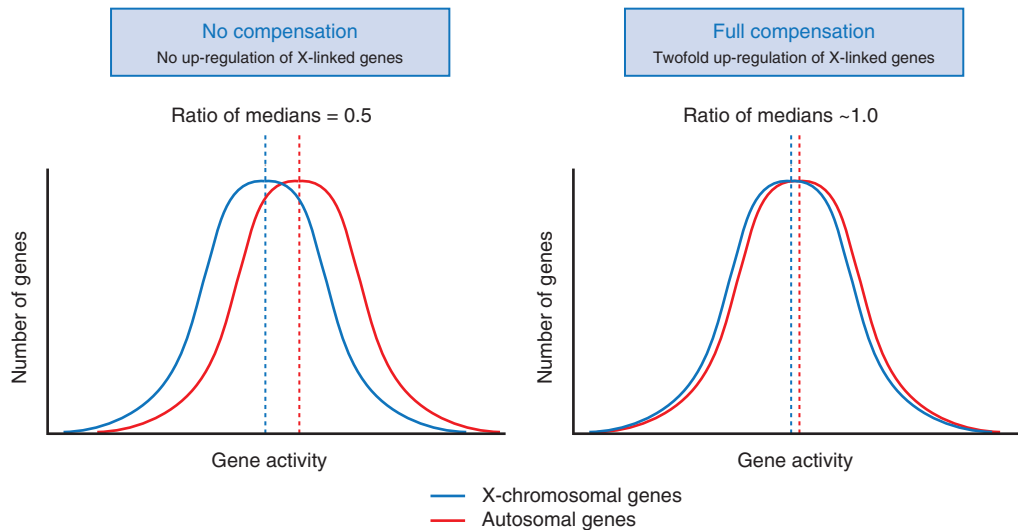 No compensation
No up-regulation of X-linked genes
Ratio of medians = 0.5
Number of genes
Gene activity
Full compensation
Twofold up-regulation of X-linked genes
Ratio of medians ~1.0
Number of genes
Gene activity
X-chromosomal genes
Autosomal genes